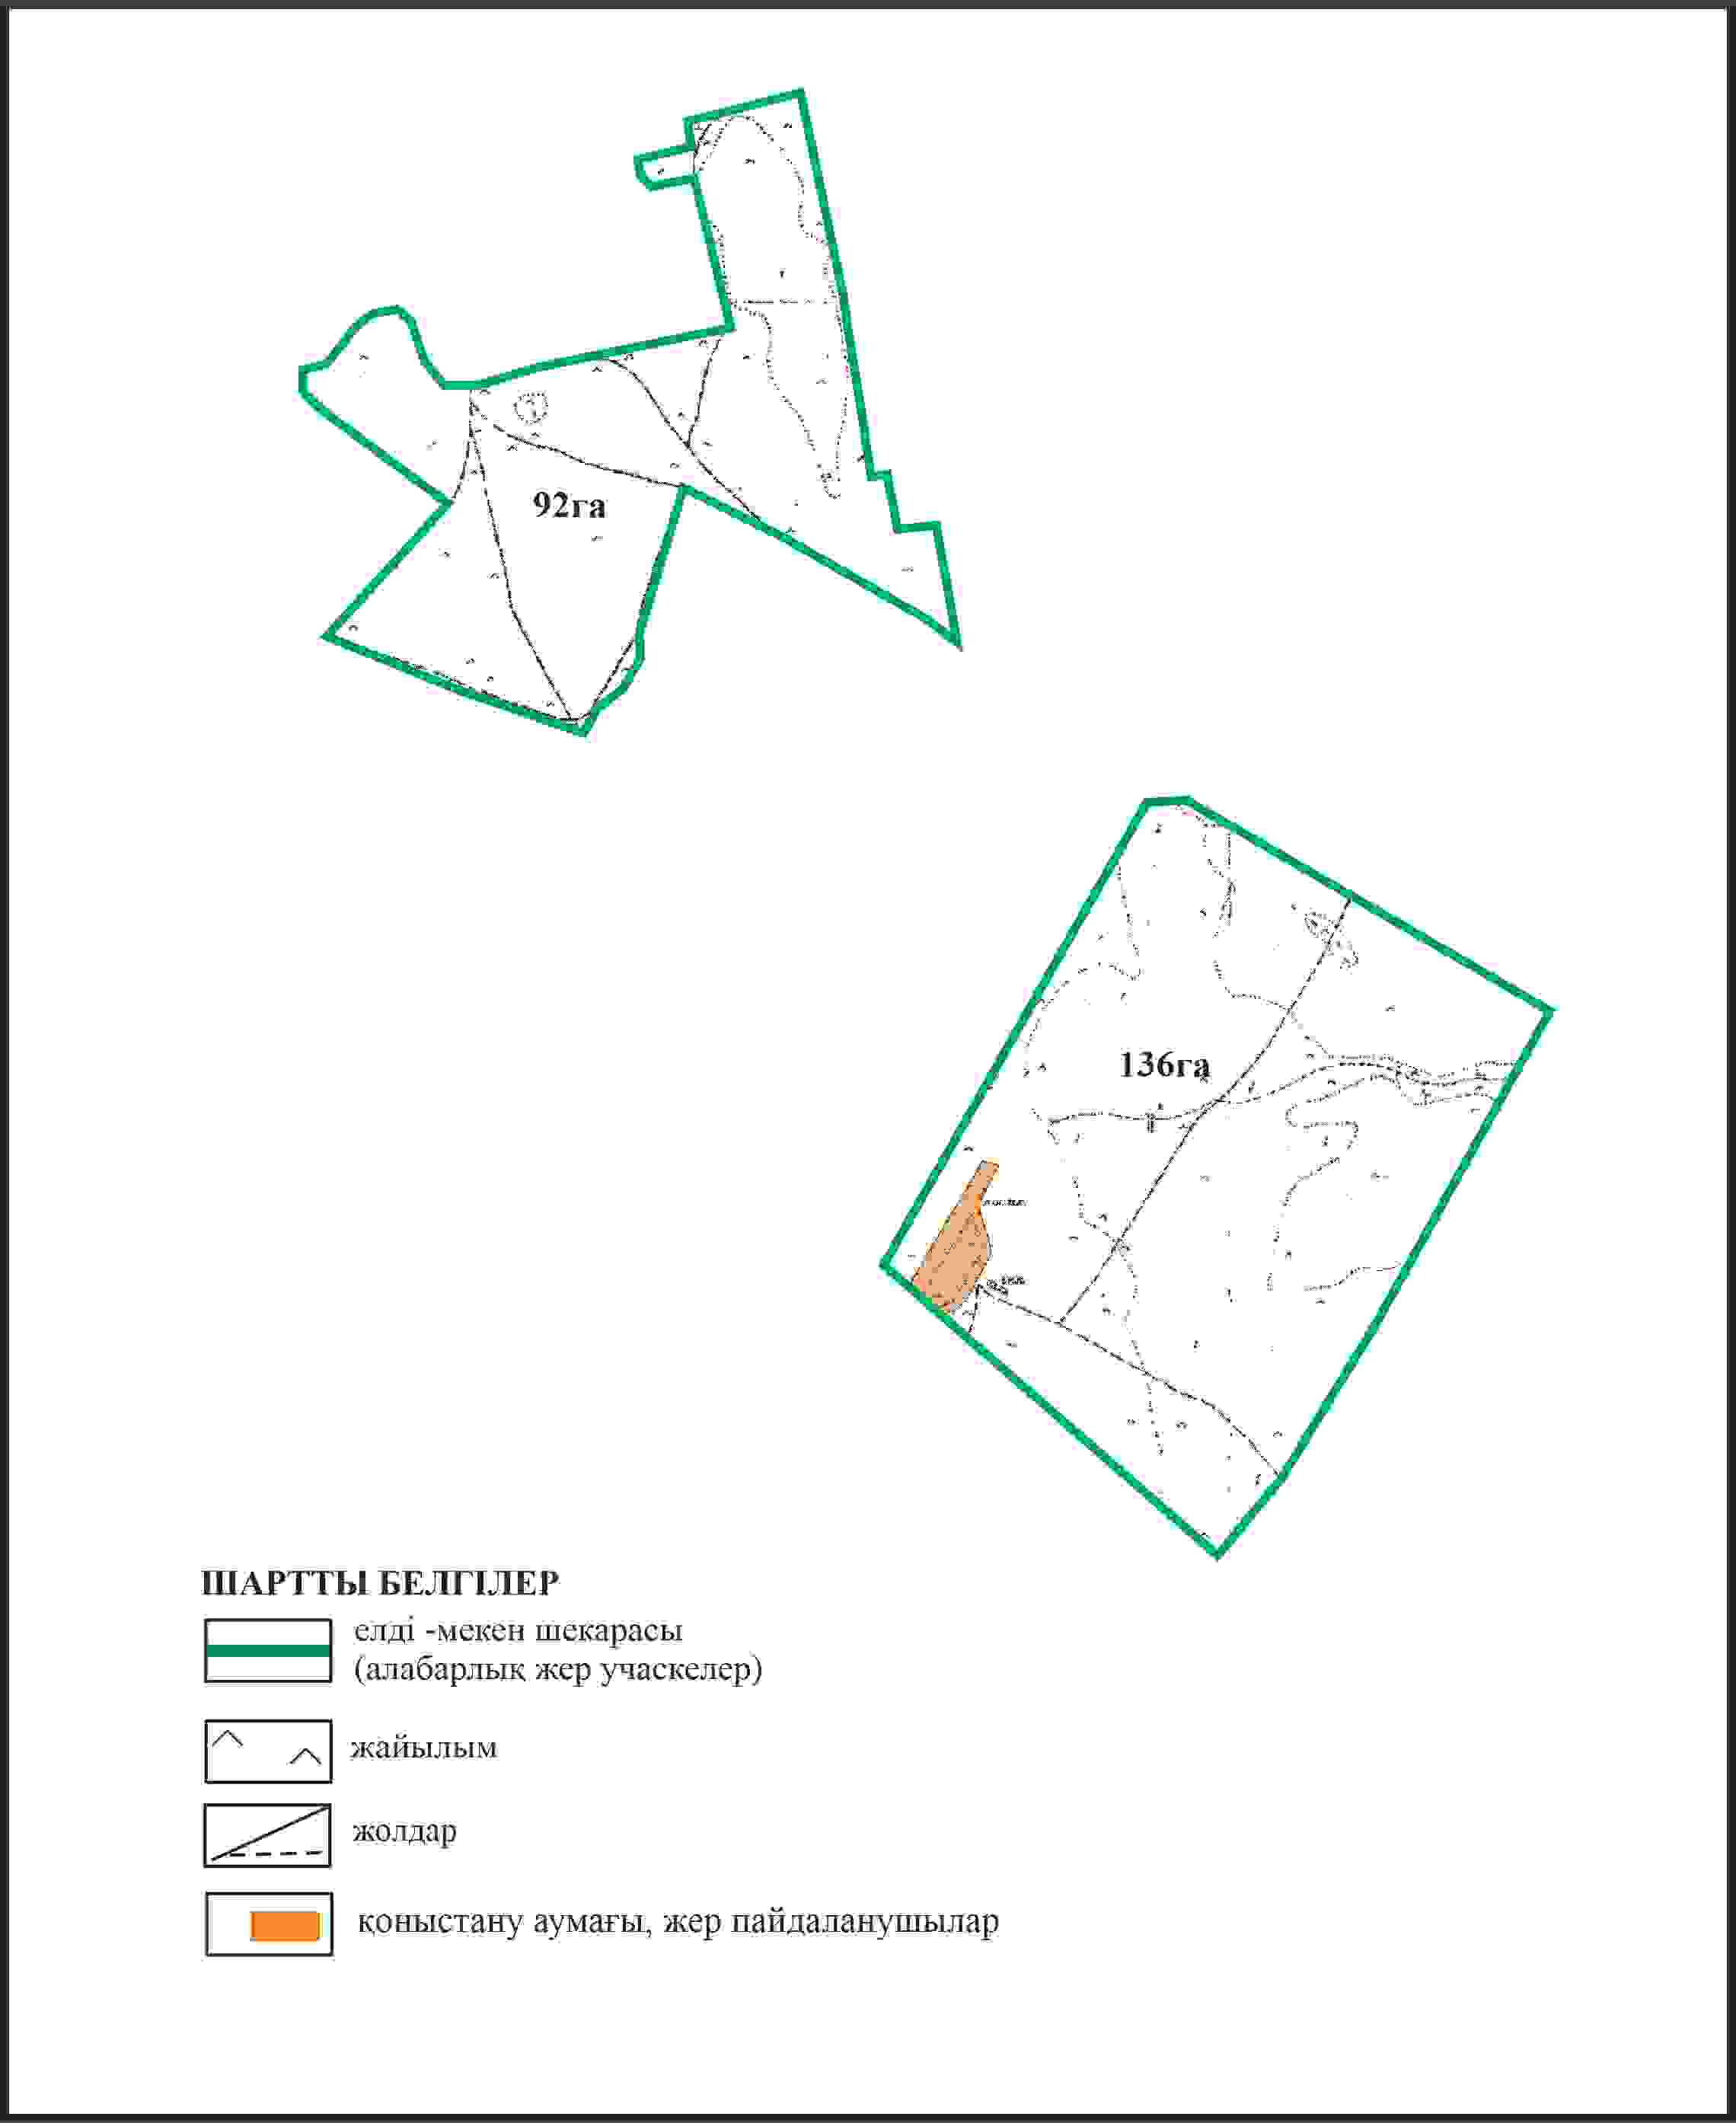 92га
136га
ШАРТТЫ БЕЛГІЛЕР
елді -мекен шекарасы
(алабарлық жер учаскелер)
жайылым
жолдар
қоныстану аумағы, жер пайдаланушылар